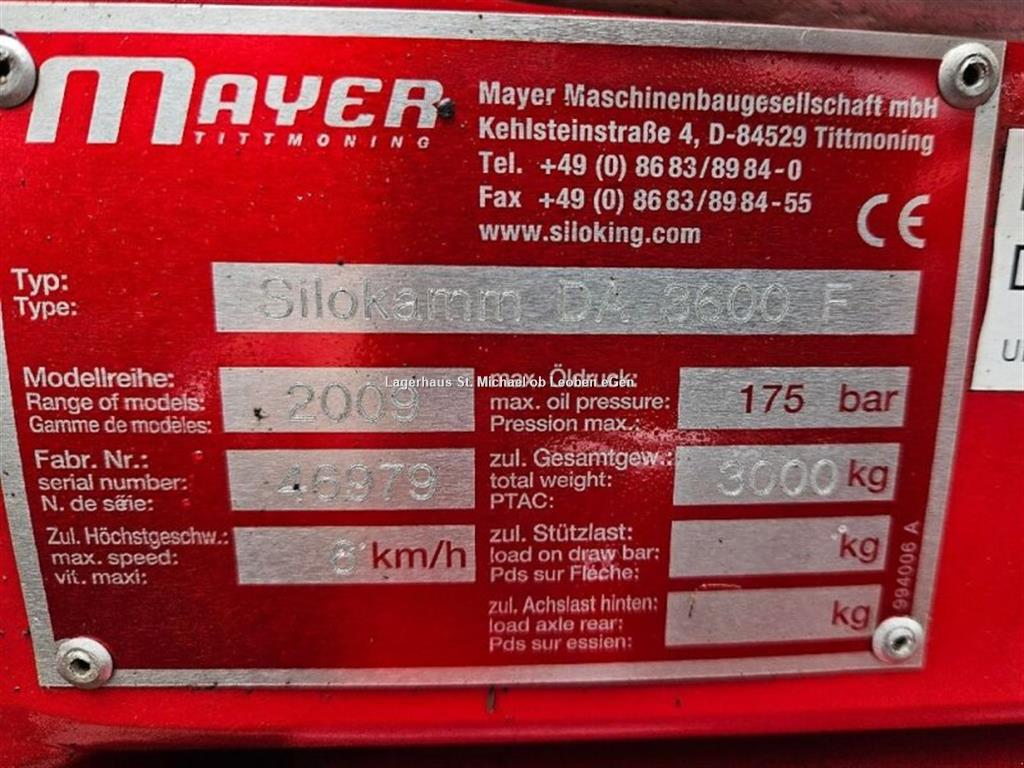 MAYER
TITTMONING
Mayer Maschinenbaugesellschaft mbH
Kehlsteinstraße 4, D-84529 Tittmoning
Tel. +49 (0) 86 83/89 84-0
Fax +49 (0) 86 83/89 84-55
www.siloking.com
CE
Typ:
Type:
Silokamm DA 3600 F
Modellreihe:
Range of models:
Gamme de modèles:
2009
max. Öldruck:
max. oil pressure:
Pression max.:
175 bar
Lagerhaus St. Michael ob Leoben eGen
Fabr. Nr.:
serial number:
N. de série:
46979
zul. Gesamtgew.:
total weight:
PTAC:
3000 kg
Zul. Höchstgeschw.:
max. speed:
vit. maxi:
6 km/h
zul. Stützlast:
load on draw bar:
Pds sur Fléche:
kg
zul. Achslast hinten:
load axle rear:
Pds sur essien:
kg
994006 A